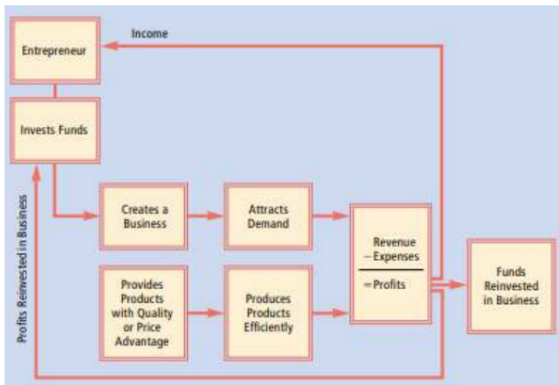 Income
Entrepreneur
Invests Funds
Creates a
Business
Attracts
Demand
Revenue
– Expenses
= Profits
Funds
Reinvested
in Business
Provides
Products
with Quality
or Price
Advantage
Produces
Products
Efficiently
Profits Reinvested in Business